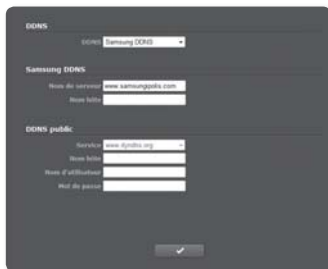 DDNS
DDNS Samsung DDNS
Samsung DDNS
Nom de serveur www.samsungipolis.com
Nom hôte
DDNS public
Service www.dyndns.org
Nom hôte
Nom d'utilisateur
Mot de passe